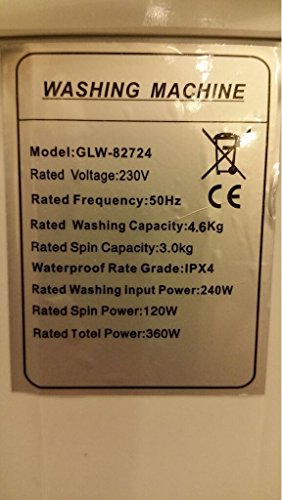 WASHING MACHINE
Model:GLW-82724
Rated Voltage:230V
Rated Frequency:50Hz
CE
Rated Washing Capacity:4.6Kg
Rated Spin Capacity:3.0kg
Waterproof Rate Grade:IPX4
Rated Washing input Power:240W
Rated Spin Power:120W
Rated Totel Power:360W